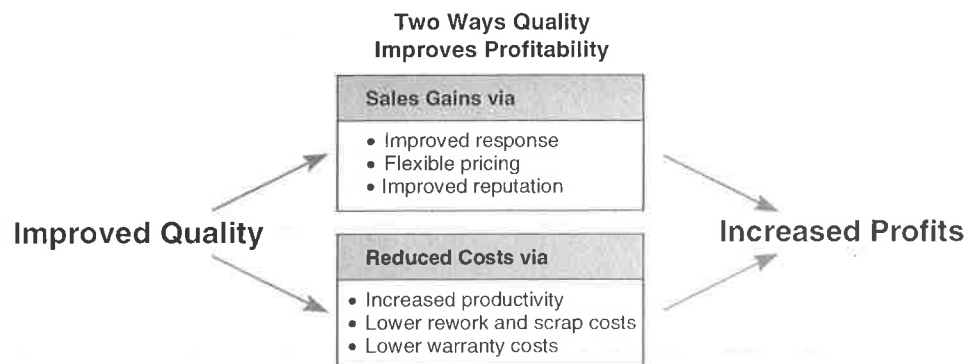 Two Ways Quality
Improves Profitability
Sales Gains via
• Improved response
• Flexible pricing
• Improved reputation
Improved Quality
Increased Profits
Reduced Costs via
• Increased productivity
• Lower rework and scrap costs
• Lower warranty costs